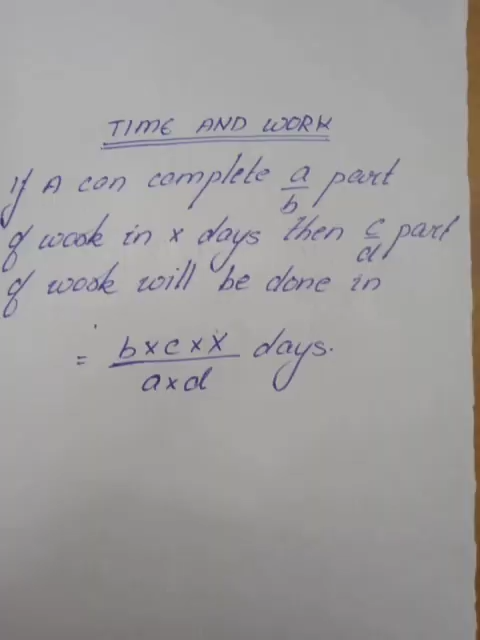 TIME AND WORK
If A can complete a/b part
of work in x days then c/d part
of work will be done in
= b×c×X/a×d days.